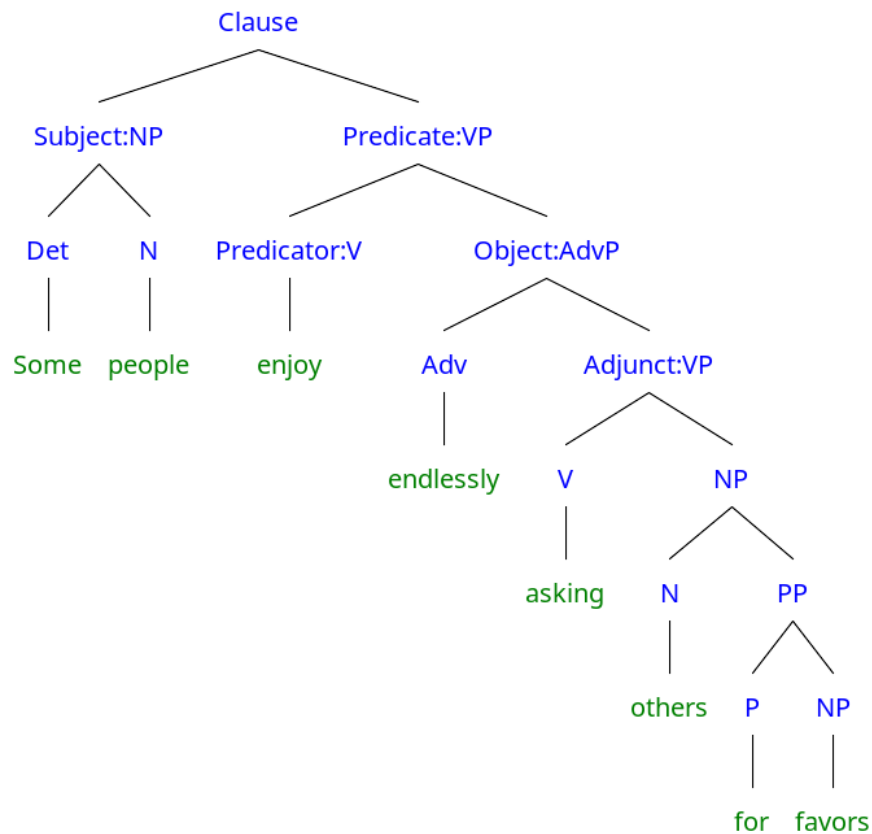 Clause
Subject:NP Predicate:VP
Det N Predicator:V Object:AdvP
Some people enjoy Adv Adjunct:VP
endlessly V NP
asking N PP
others P NP
for favors